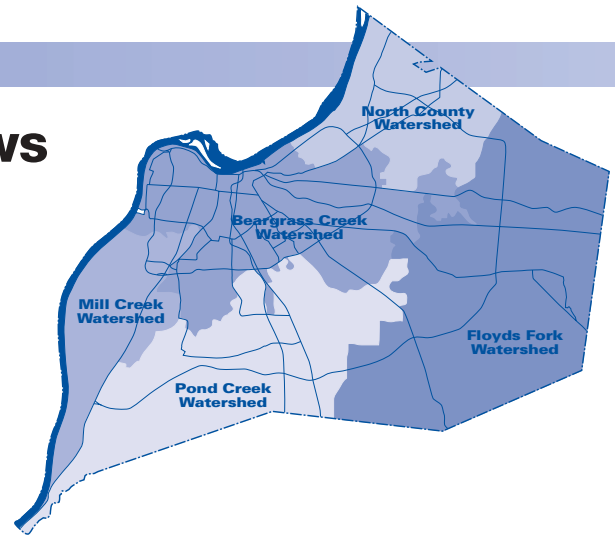 ws
North County
Watershed
Beargrass Creek
Watershed
Mill Creek
Watershed
Floyds Fork
Watershed
Pond Creek
Watershed